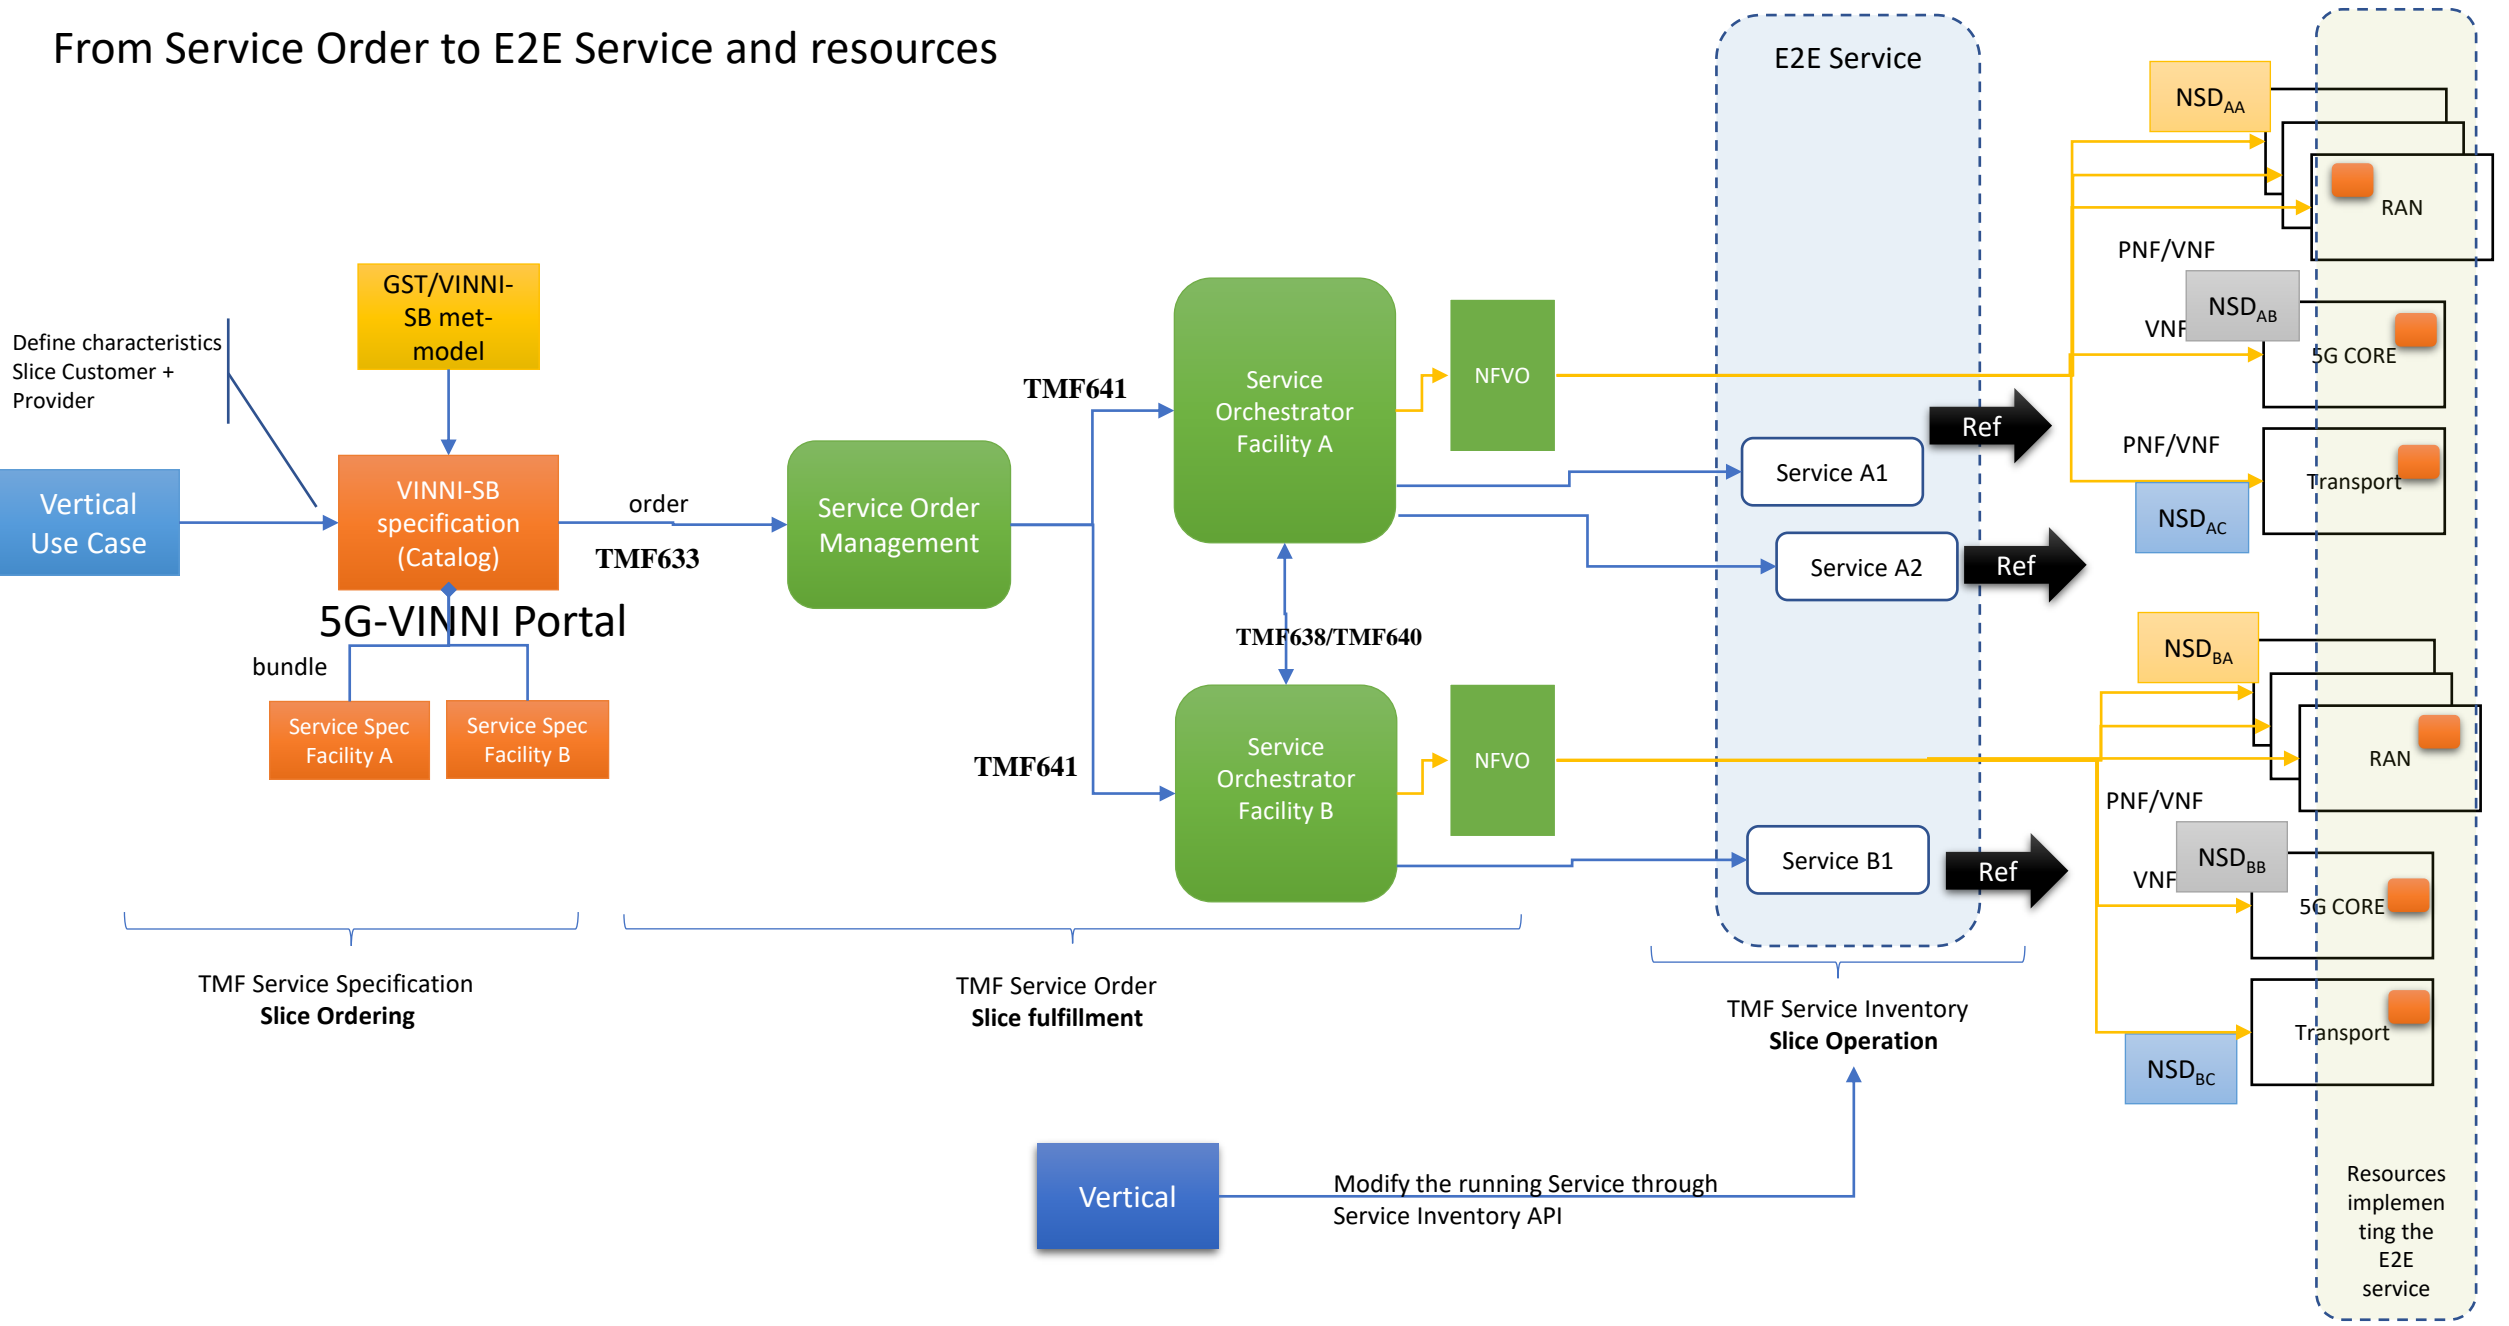 From Service Order to E2E Service and resources
E2E Service
NSDAA
RAN
PNF/VNF
NSDAB
VNF
5G CORE
PNF/VNF
Transport
NSDAC
GST/VINNI-
SB met-
model
Define characteristics
Slice Customer +
Provider
Vertical
Use Case
VINNI-SB
specification
(Catalog)
order
TMF633
5G-VINNI Portal
bundle
Service Spec
Facility A
Service Spec
Facility B
Service Order
Management
TMF641
Service
Orchestrator
Facility A
NFVO
TMF638/TMF640
TMF641
Service
Orchestrator
Facility B
NFVO
Service A1
Ref
Service A2
Ref
Service B1
Ref
NSDBA
RAN
PNF/VNF
NSDBB
VNF
5G CORE
Transport
NSDBC
TMF Service Specification
Slice Ordering
TMF Service Order
Slice fulfillment
TMF Service Inventory
Slice Operation
Vertical
Modify the running Service through
Service Inventory API
Resources
implemen
ting the
E2E
service